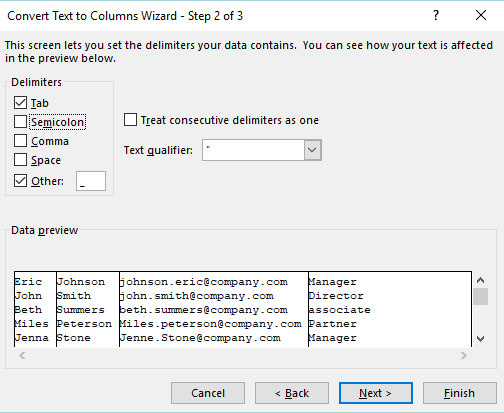 Convert Text to Columns Wizard - Step 2 of 3
This screen lets you set the delimiters your data contains.  You can see how your text is affected
in the preview below.
Delimiters
Tab
Semicolon
Comma
Space
Other: _
Treat consecutive delimiters as one
Text qualifier: "
Data preview
Eric Johnson johnson.eric@company.com Manager
John Smith john.smith@company.com Director
Beth Summers beth.summers@company.com associate
Miles Peterson Miles.peterson@company.com Partner
Jenna Stone Jenne.Stone@company.com Manager
Cancel < Back Next > Finish